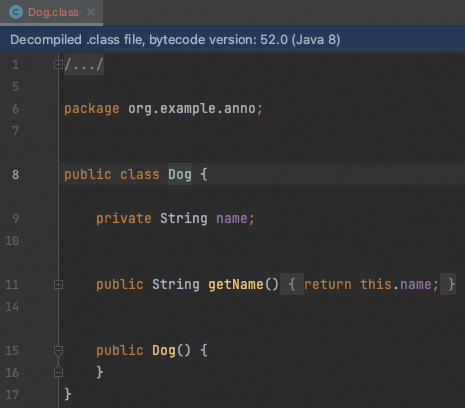 Dog.class
Decompiled .class file, bytecode version: 52.0 (Java 8)
1 /.../
5
6 package org.example.anno;
7
8 public class Dog {
9 private String name;
10
11 public String getName() { return this.name; }
14
15 public Dog() {
16 }
17 }